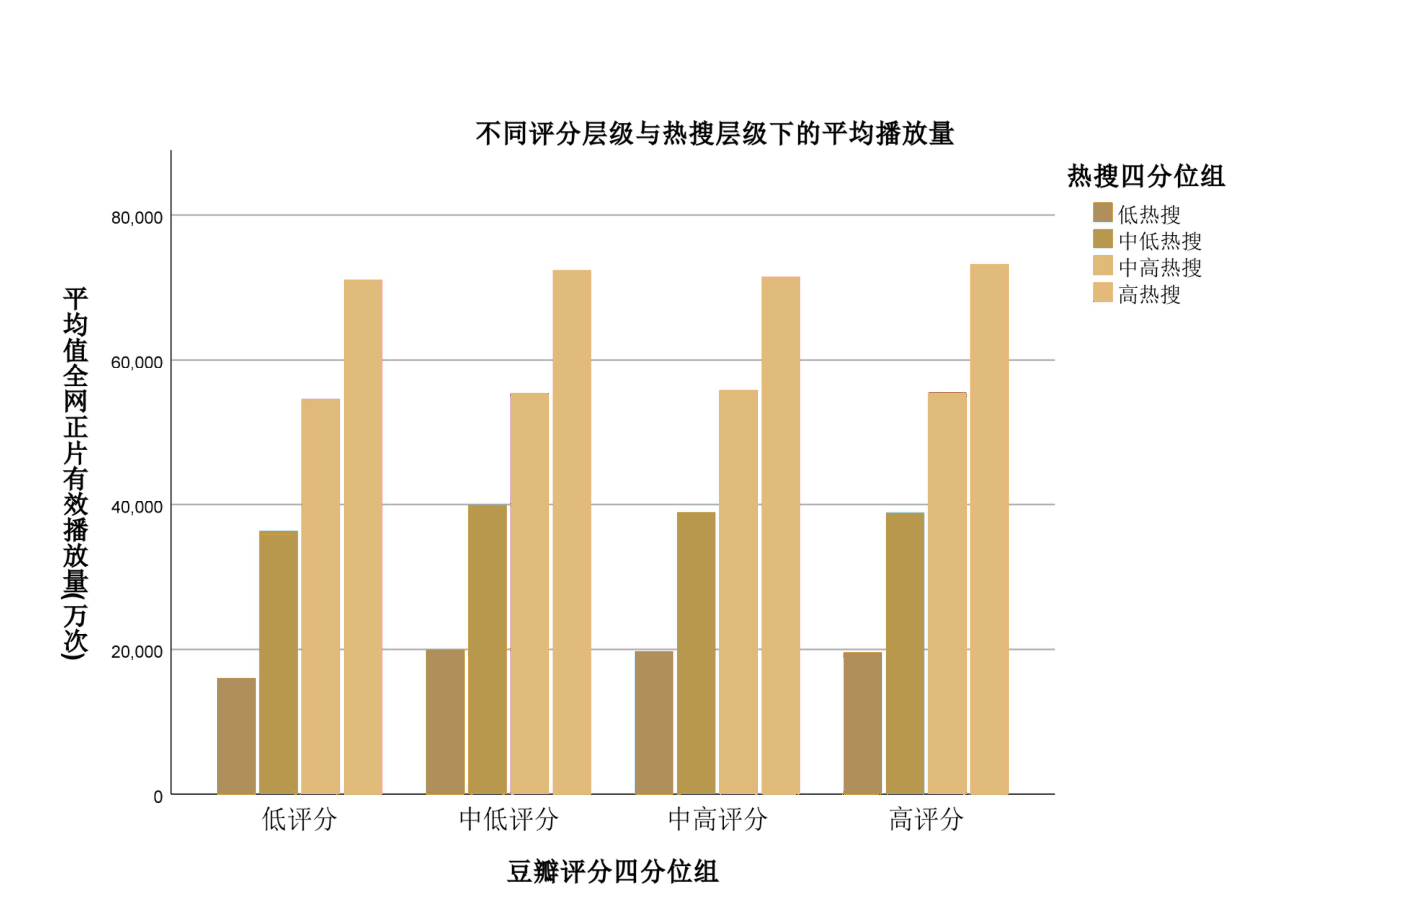 不同评分层级与热搜层级下的平均播放量
热搜四分位组
低热搜
中低热搜
中高热搜
高热搜
平均值全网正片有效播放量(万次)
80,000
60,000
40,000
20,000
0
低评分
中低评分
中高评分
高评分
豆瓣评分四分位组